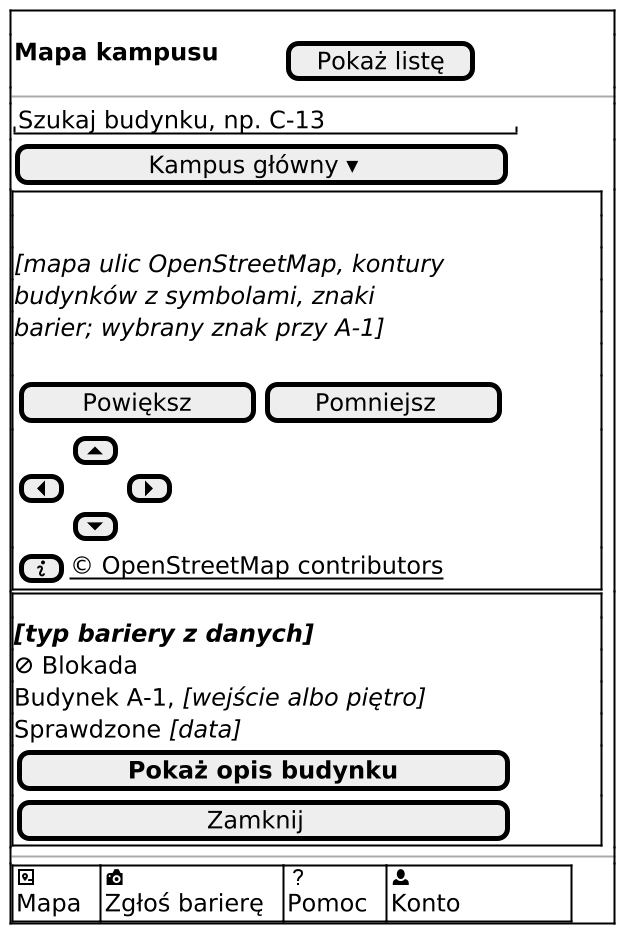 Mapa kampusu
Pokaż listę
Szukaj budynku, np. C-13
Kampus główny ▾
[mapa ulic OpenStreetMap, kontury
budynków z symbolami, znaki
barier; wybrany znak przy A-1]
Powiększ
Pomniejsz
© OpenStreetMap contributors
[typ bariery z danych]
⊘ Blokada
Budynek A-1, [wejście albo piętro]
Sprawdzone [data]
Pokaż opis budynku
Zamknij
Mapa
Zgłoś barierę
? Pomoc
Konto